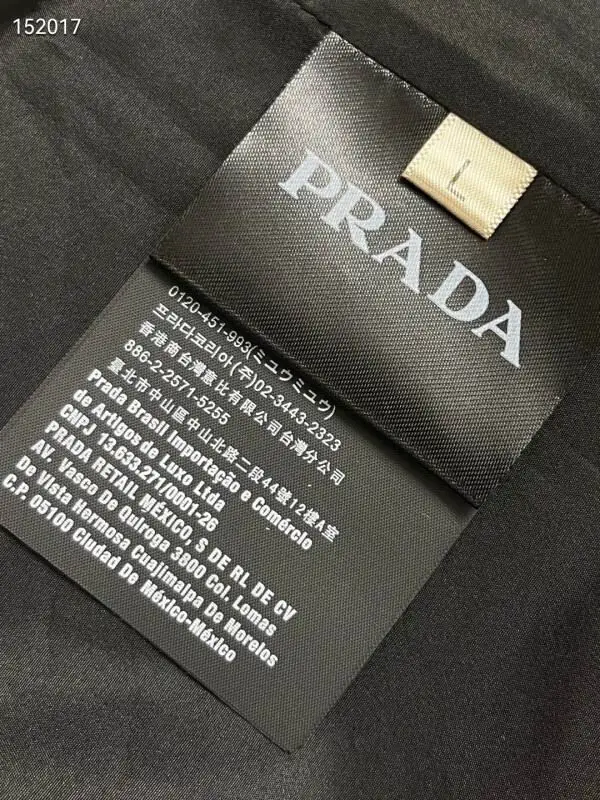 152017
L
PRADA
0120-451-993(ミュウミュウ)
프라다코리아(주)02-3443-2323
香港商台灣意比有限公司台灣分公司
886-2-2571-5255
臺北市中山區中山北路二段44號12樓A室
Prada Brasil Importação e Comércio
de Artigos de Luxo Ltda
CNPJ 13.633.271/0001-26
PRADA RETAIL MÉXICO, S DE RL DE CV
AV. Vasco De Quiroga 3800 Col. Lomas
De Vista Hermosa Cuajimalpa De Morelos
C.P. 05100 Ciudad De México-México